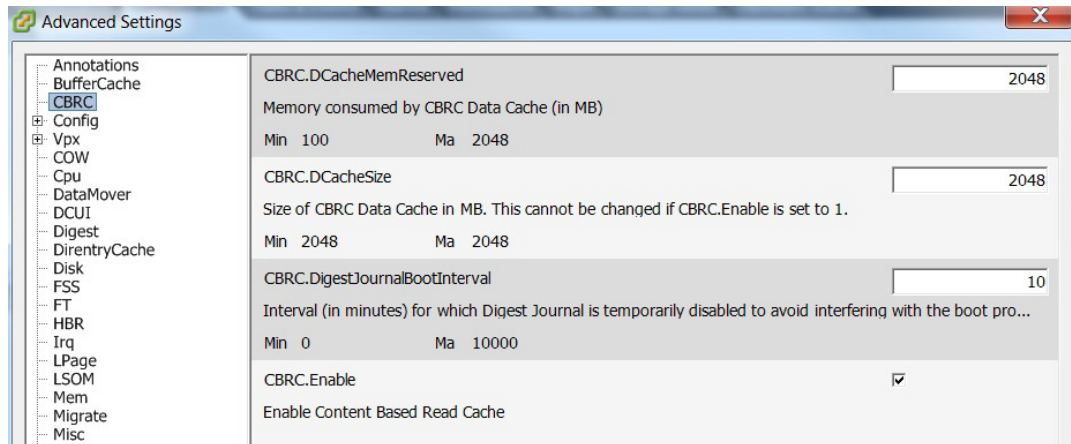 Advanced Settings
X
Annotations
BufferCache
CBRC
Config
Vpx
COW
Cpu
DataMover
DCUI
Digest
DirentryCache
Disk
FSS
FT
HBR
Irq
LPage
LSOM
Mem
Migrate
Misc
CBRC.DCacheMemReserved 2048
Memory consumed by CBRC Data Cache (in MB)
Min 100 Ma 2048
CBRC.DCacheSize 2048
Size of CBRC Data Cache in MB. This cannot be changed if CBRC.Enable is set to 1.
Min 2048 Ma 2048
CBRC.DigestJournalBootInterval 10
Interval (in minutes) for which Digest Journal is temporarily disabled to avoid interfering with the boot pro...
Min 0 Ma 10000
CBRC.Enable
Enable Content Based Read Cache